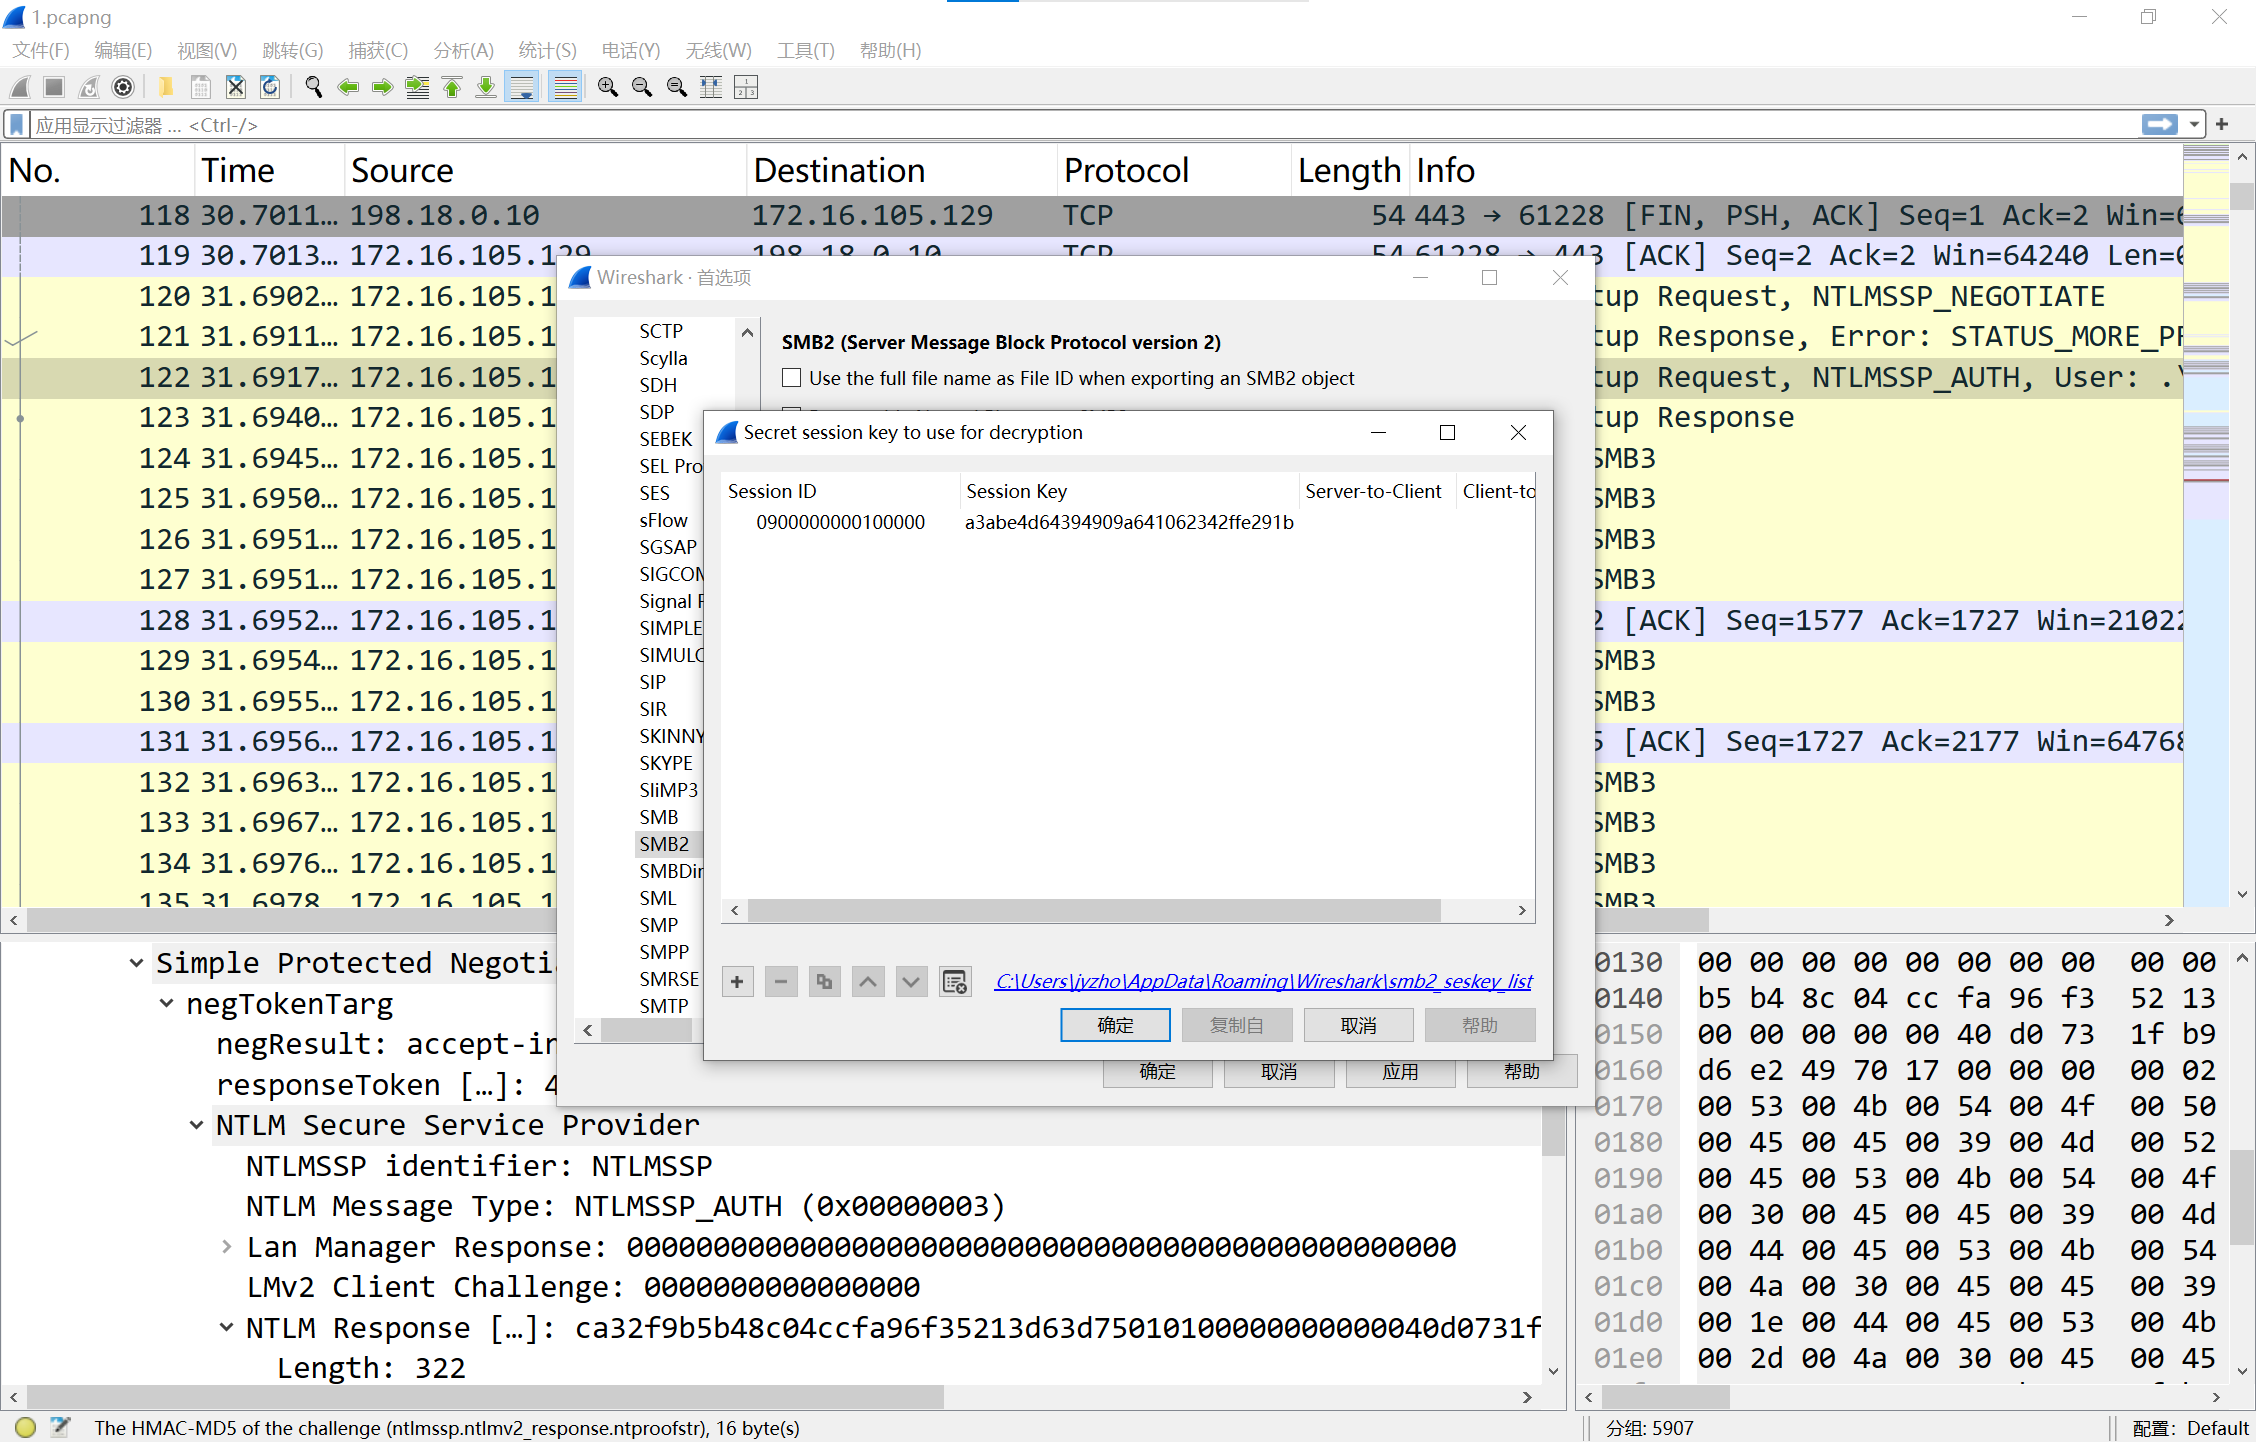 1.pcapng
文件(F) 编辑(E) 视图(V) 跳转(G) 捕获(C) 分析(A) 统计(S) 电话(Y) 无线(W) 工具(T) 帮助(H)
应用显示过滤器 … <Ctrl-/>
No. Time Source Destination Protocol Length Info
118 30.7011… 198.18.0.10 172.16.105.129 TCP 54 443 → 61228 [FIN, PSH, ACK] Seq=1 Ack=2 Win=6
119 30.7013… 172.16.105.129 198.18.0.10 TCP 54 61228 → 443 [ACK] Seq=2 Ack=2 Win=64240 Len=0
120 31.6902… 172.16.105.1 tup Request, NTLMSSP_NEGOTIATE
121 31.6911… 172.16.105.1 tup Response, Error: STATUS_MORE_PR
122 31.6917… 172.16.105.1 tup Request, NTLMSSP_AUTH, User: .\
123 31.6940… 172.16.105.1 tup Response
124 31.6945… 172.16.105.1 SMB3
125 31.6950… 172.16.105.1 SMB3
126 31.6951… 172.16.105.1 SMB3
127 31.6951… 172.16.105.1 SMB3
128 31.6952… 172.16.105.1 2 [ACK] Seq=1577 Ack=1727 Win=21022
129 31.6954… 172.16.105.1 SMB3
130 31.6955… 172.16.105.1 SMB3
131 31.6956… 172.16.105.1 5 [ACK] Seq=1727 Ack=2177 Win=64768
132 31.6963… 172.16.105.1 SMB3
133 31.6967… 172.16.105.1 SMB3
134 31.6976… 172.16.105.1 SMB3
135 31.6978 172.16.105.1 SMB3
Wireshark · 首选项
SCTP
Scylla
SDH
SDP
SEBEK
SEL Pro
SES
sFlow
SGSAP
SIGCOM
Signal P
SIMPLE
SIMULC
SIP
SIR
SKINNY
SKYPE
SliMP3
SMB
SMB2
SMBDir
SML
SMP
SMPP
SMRSE
SMTP
SMB2 (Server Message Block Protocol version 2)
Use the full file name as File ID when exporting an SMB2 object
Secret session key to use for decryption
Session ID Session Key Server-to-Client Client-to
0900000000100000 a3abe4d64394909a641062342ffe291b
C:\Users\jyzho\AppData\Roaming\Wireshark\smb2_seskey_list
确定 复制自 取消 帮助
确定 取消 应用 帮助
Simple Protected Negotia
negTokenTarg
negResult: accept-in
responseToken […]: 4
NTLM Secure Service Provider
NTLMSSP identifier: NTLMSSP
NTLM Message Type: NTLMSSP_AUTH (0x00000003)
Lan Manager Response: 000000000000000000000000000000000000000000000000
LMv2 Client Challenge: 0000000000000000
NTLM Response […]: ca32f9b5b48c04ccfa96f35213d63d75010100000000000040d0731f
Length: 322
0130 00 00 00 00 00 00 00 00 00 00
0140 b5 b4 8c 04 cc fa 96 f3 52 13
0150 00 00 00 00 00 40 d0 73 1f b9
0160 d6 e2 49 70 17 00 00 00 00 02
0170 00 53 00 4b 00 54 00 4f 00 50
0180 00 45 00 45 00 39 00 4d 00 52
0190 00 45 00 53 00 4b 00 54 00 4f
01a0 00 30 00 45 00 45 00 39 00 4d
01b0 00 44 00 45 00 53 00 4b 00 54
01c0 00 4a 00 30 00 45 00 45 00 39
01d0 00 1e 00 44 00 45 00 53 00 4b
01e0 00 2d 00 4a 00 30 00 45 00 45
The HMAC-MD5 of the challenge (ntlmssp.ntlmv2_response.ntproofstr), 16 byte(s)
分组: 5907
配置: Default